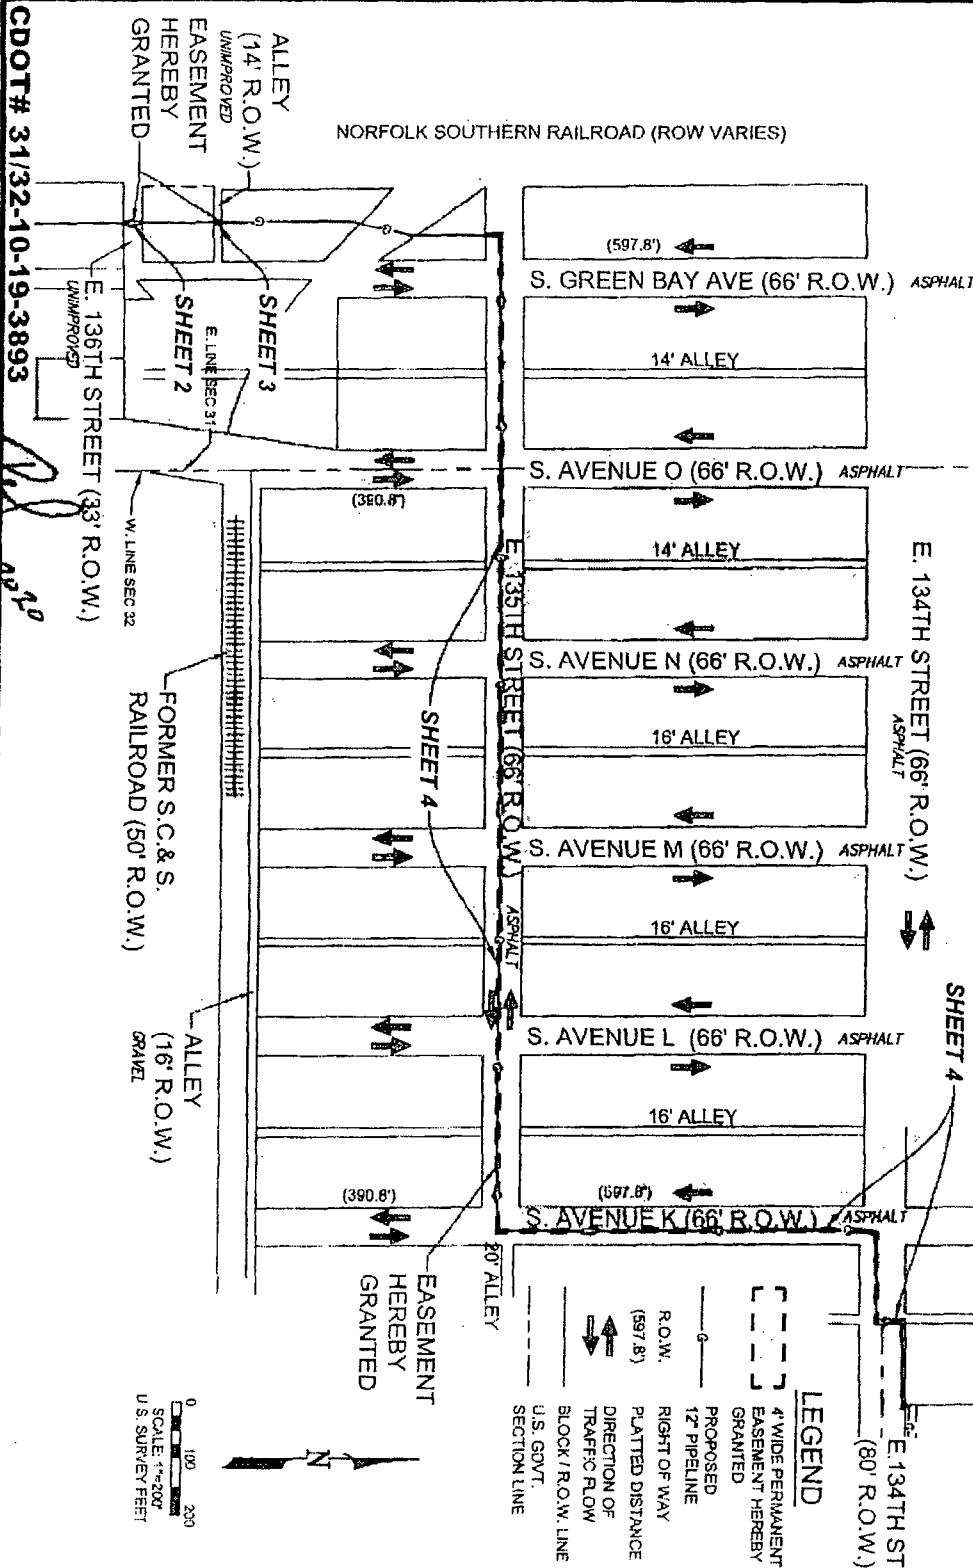 NORFOLK SOUTHERN RAILROAD (ROW VARIES)
ALLEY
(14' R.O.W.)
UNIMPROVED
EASEMENT
HEREBY
GRANTED
CDOT# 31/32-10-19-3893
SHEET 2
SHEET 3
E. 136TH STREET (33' R.O.W.)
UNIMPROVED
E. LINE SEC 31
W. LINE SEC 32
(597.8')
S. GREEN BAY AVE (66' R.O.W.) ASPHALT
14' ALLEY
S. AVENUE O (66' R.O.W.) ASPHALT
(390.8')
14' ALLEY
S. AVENUE N (66' R.O.W.) ASPHALT
16' ALLEY
S. AVENUE M (66' R.O.W.) ASPHALT
16' ALLEY
S. AVENUE L (66' R.O.W.) ASPHALT
16' ALLEY
(390.8')
(597.8')
S. AVENUE K (66' R.O.W.) ASPHALT
E. 135TH STREET (66' R.O.W.)
ASPHALT
SHEET 4
E. 134TH STREET (66' R.O.W.)
ASPHALT
SHEET 4
FORMER S.C.& S.
RAILROAD (50' R.O.W.)
ALLEY
(16' R.O.W.)
GRAVEL
20' ALLEY
EASEMENT
HEREBY
GRANTED
E.134TH ST
(80' R.O.W.)
LEGEND
4' WIDE PERMANENT
EASEMENT HEREBY
GRANTED
G
PROPOSED
12" PIPELINE
R.O.W. RIGHT OF WAY
(597.8') PLATTED DISTANCE
DIRECTION OF
TRAFFIC FLOW
BLOCK / R.O.W. LINE
U.S. GOVT.
SECTION LINE
N
0 100 200
SCALE: 1"=200'
U.S. SURVEY FEET